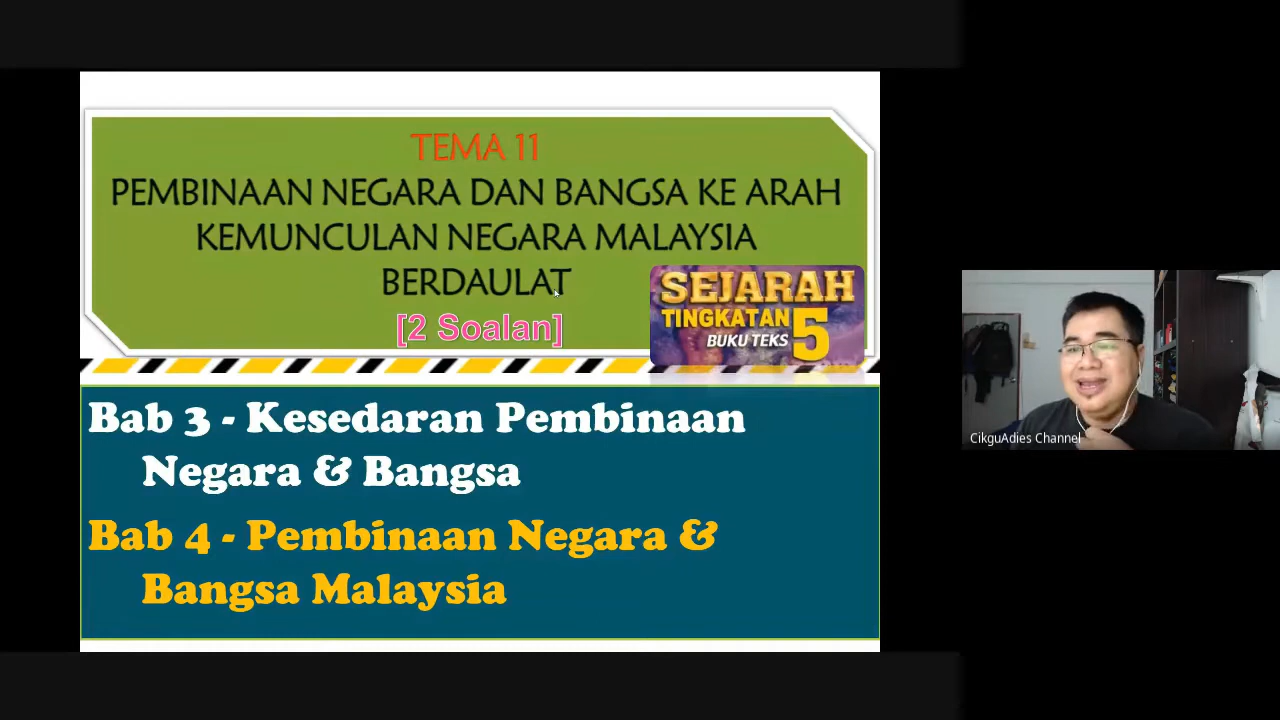 TEMA 11
PEMBINAAN NEGARA DAN BANGSA KE ARAH
KEMUNCULAN NEGARA MALAYSIA
BERDAULAT
[2 Soalan]
SEJARAH
TINGKATAN 5
BUKU TEKS
Bab 3 - Kesedaran Pembinaan
Negara & Bangsa
Bab 4 - Pembinaan Negara &
Bangsa Malaysia
CikguAdies Channel